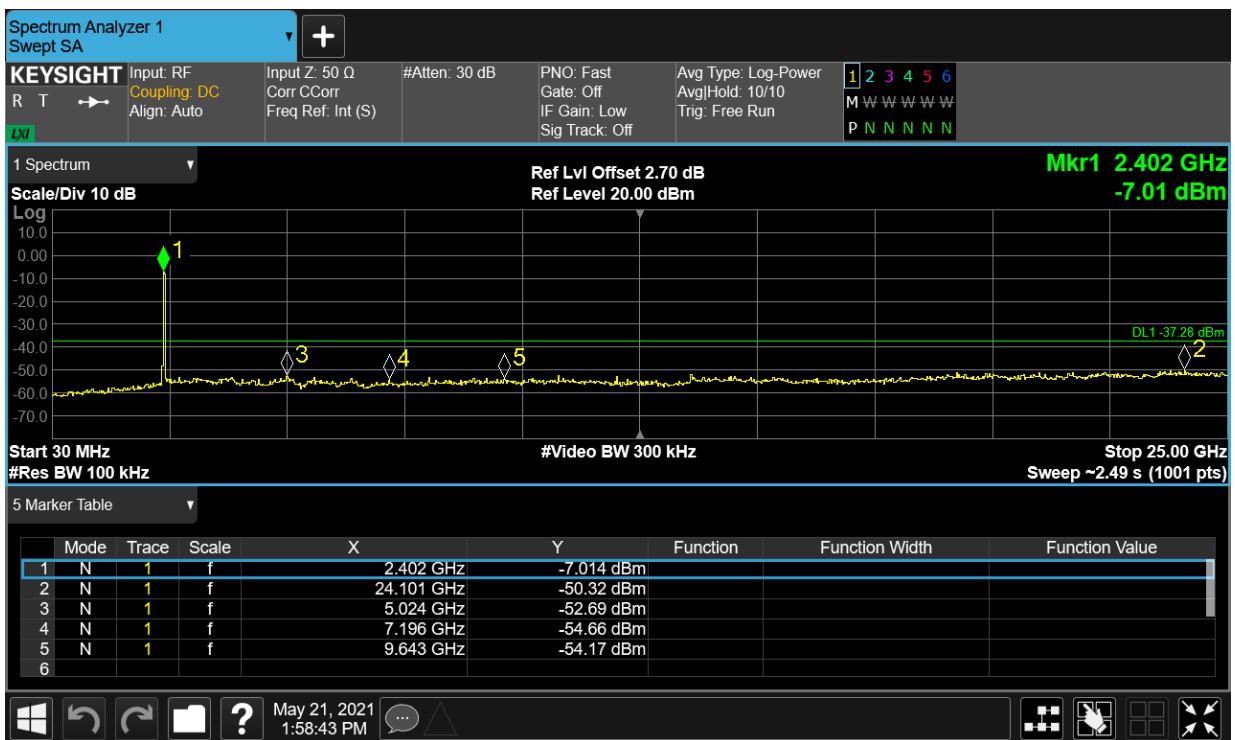 Spectrum Analyzer 1
Swept SA
KEYSIGHT
R T
LXI
Input: RF
Coupling: DC
Align: Auto
Input Z: 50 Ω
Corr CCorr
Freq Ref: Int (S)
#Atten: 30 dB
PNO: Fast
Gate: Off
IF Gain: Low
Sig Track: Off
Avg Type: Log-Power
Avg|Hold: 10/10
Trig: Free Run
1 2 3 4 5 6
M W W W W W
P N N N N N
1 Spectrum
Scale/Div 10 dB
Ref Lvl Offset 2.70 dB
Ref Level 20.00 dBm
Mkr1 2.402 GHz
-7.01 dBm
Log
10.0
0.00
-10.0
-20.0
-30.0
-40.0
-50.0
-60.0
-70.0
1
3
4
5
DL1 -37.28 dBm
2
Start 30 MHz
#Video BW 300 kHz
Stop 25.00 GHz
#Res BW 100 kHz
Sweep ~2.49 s (1001 pts)
5 Marker Table
Mode Trace Scale X Y Function Function Width Function Value
1 N 1 f 2.402 GHz -7.014 dBm
2 N 1 f 24.101 GHz -50.32 dBm
3 N 1 f 5.024 GHz -52.69 dBm
4 N 1 f 7.196 GHz -54.66 dBm
5 N 1 f 9.643 GHz -54.17 dBm
6
?
May 21, 2021
1:58:43 PM